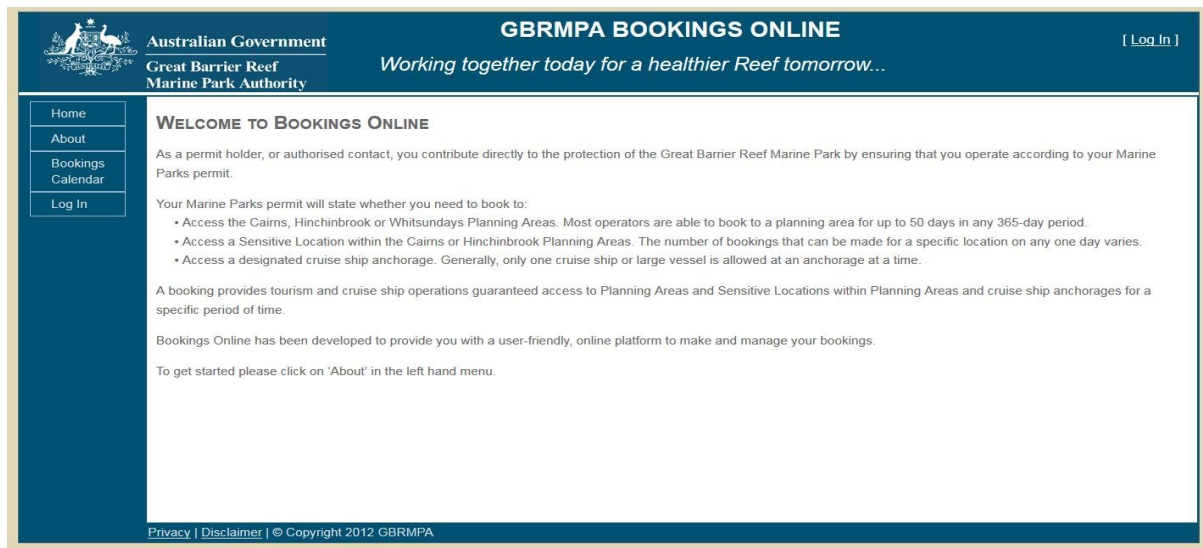 Australian Government
Great Barrier Reef
Marine Park Authority
GBRMPA BOOKINGS ONLINE
Working together today for a healthier Reef tomorrow...
[ Log In ]
Home
About
Bookings
Calendar
Log In
WELCOME TO BOOKINGS ONLINE
As a permit holder, or authorised contact, you contribute directly to the protection of the Great Barrier Reef Marine Park by ensuring that you operate according to your Marine
Parks permit.
Your Marine Parks permit will state whether you need to book to:
• Access the Cairns, Hinchinbrook or Whitsundays Planning Areas. Most operators are able to book to a planning area for up to 50 days in any 365-day period.
• Access a Sensitive Location within the Cairns or Hinchinbrook Planning Areas. The number of bookings that can be made for a specific location on any one day varies.
• Access a designated cruise ship anchorage. Generally, only one cruise ship or large vessel is allowed at an anchorage at a time.
A booking provides tourism and cruise ship operations guaranteed access to Planning Areas and Sensitive Locations within Planning Areas and cruise ship anchorages for a
specific period of time.
Bookings Online has been developed to provide you with a user-friendly, online platform to make and manage your bookings.
To get started please click on 'About' in the left hand menu.
Privacy | Disclaimer | © Copyright 2012 GBRMPA